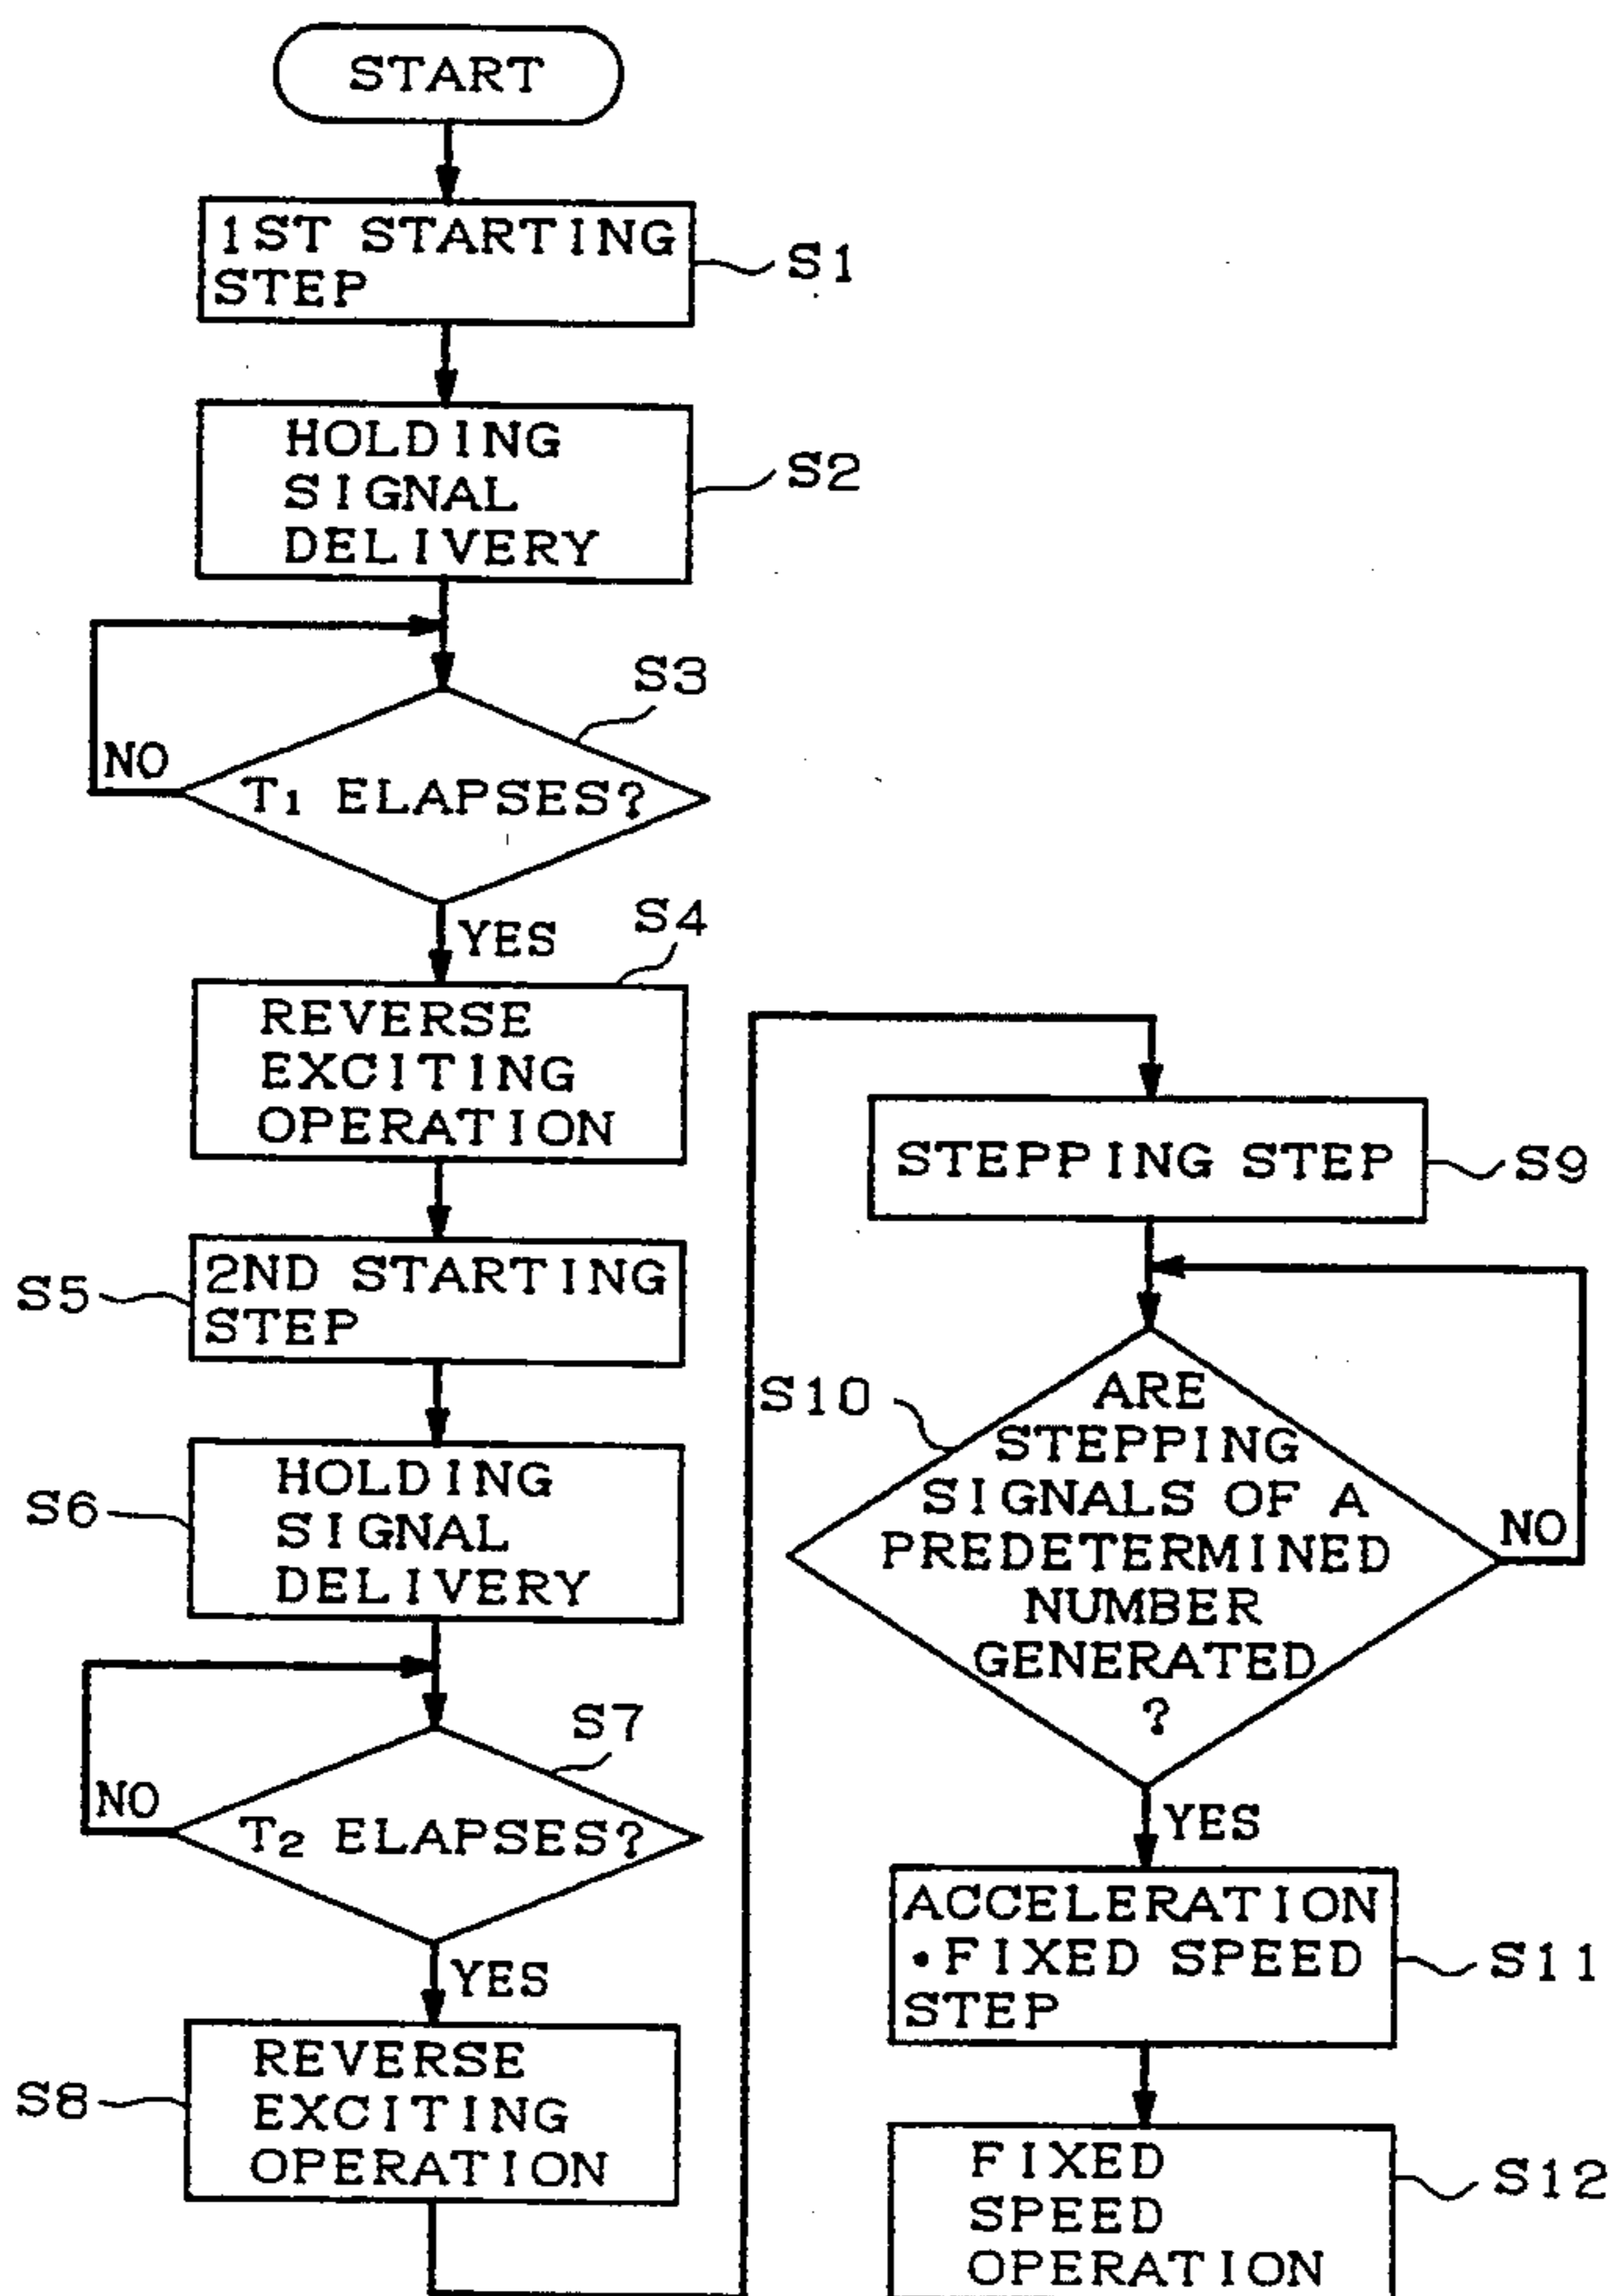 START
1ST STARTING
STEP
S1
HOLDING
SIGNAL
DELIVERY
S2
S3
NO
T1 ELAPSES?
YES
S4
REVERSE
EXCITING
OPERATION
S5
2ND STARTING
STEP
S6
HOLDING
SIGNAL
DELIVERY
S7
NO
T2 ELAPSES?
YES
S8
REVERSE
EXCITING
OPERATION
STEPPING STEP
S9
S10
ARE
STEPPING
SIGNALS OF A
PREDETERMINED
NUMBER
GENERATED
?
NO
YES
ACCELERATION
•FIXED SPEED
STEP
S11
FIXED
SPEED
OPERATION
S12